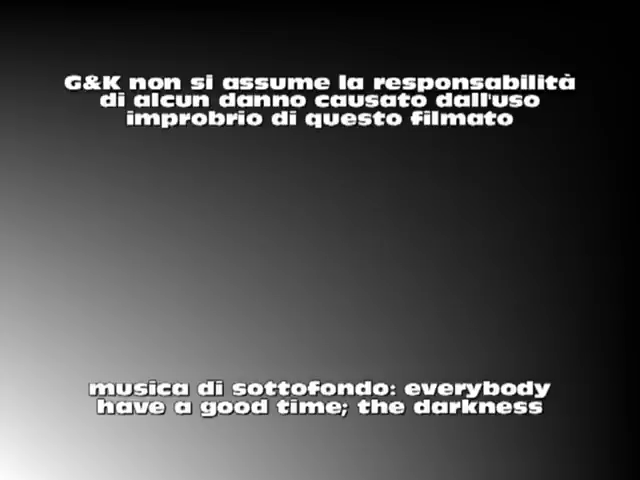 G&K non si assume la responsabilità
di alcun danno causato dall'uso
improbrio di questo filmato
musica di sottofondo: everybody
have a good time; the darkness